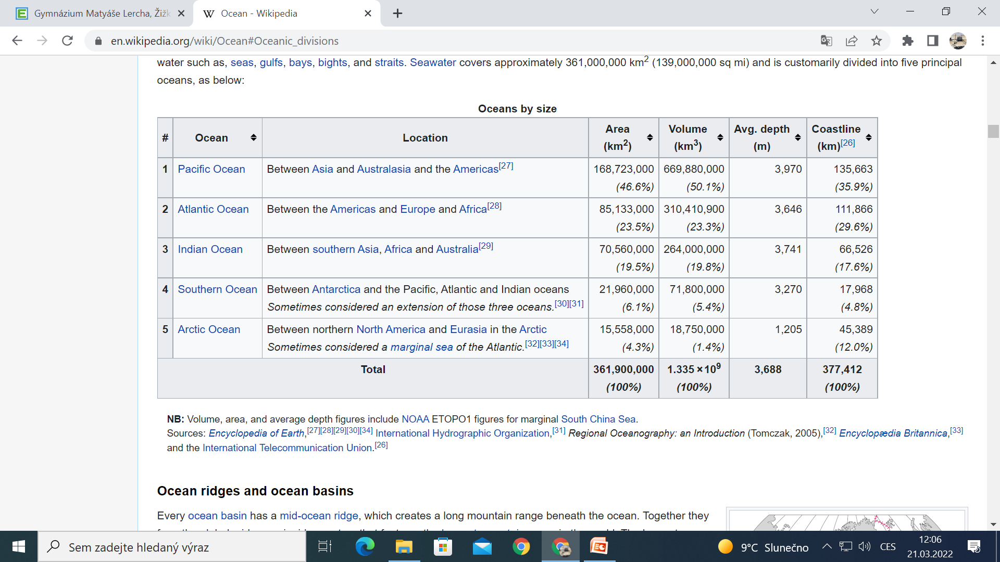 Gymnázium Matyáše Lercha, Žižk
Ocean - Wikipedia
en.wikipedia.org/wiki/Ocean#Oceanic_divisions
water such as, seas, gulfs, bays, bights, and straits. Seawater covers approximately 361,000,000 km2 (139,000,000 sq mi) and is customarily divided into five principal
oceans, as below:
Oceans by size
# Ocean Location Area (km2) Volume (km3) Avg. depth (m) Coastline (km)[26]
1 Pacific Ocean Between Asia and Australasia and the Americas[27] 168,723,000 669,880,000 3,970 135,663
(46.6%) (50.1%) (35.9%)
2 Atlantic Ocean Between the Americas and Europe and Africa[28] 85,133,000 310,410,900 3,646 111,866
(23.5%) (23.3%) (29.6%)
3 Indian Ocean Between southern Asia, Africa and Australia[29] 70,560,000 264,000,000 3,741 66,526
(19.5%) (19.8%) (17.6%)
4 Southern Ocean Between Antarctica and the Pacific, Atlantic and Indian oceans 21,960,000 71,800,000 3,270 17,968
Sometimes considered an extension of those three oceans.[30][31] (6.1%) (5.4%) (4.8%)
5 Arctic Ocean Between northern North America and Eurasia in the Arctic 15,558,000 18,750,000 1,205 45,389
Sometimes considered a marginal sea of the Atlantic.[32][33][34] (4.3%) (1.4%) (12.0%)
Total 361,900,000 1.335 × 109 3,688 377,412
(100%) (100%) (100%)
NB: Volume, area, and average depth figures include NOAA ETOPO1 figures for marginal South China Sea.
Sources: Encyclopedia of Earth,[27][28][29][30][34] International Hydrographic Organization,[31] Regional Oceanography: an Introduction (Tomczak, 2005),[32] Encyclopædia Britannica,[33]
and the International Telecommunication Union.[26]
Ocean ridges and ocean basins
Every ocean basin has a mid-ocean ridge, which creates a long mountain range beneath the ocean. Together they
Sem zadejte hledaný výraz
9°C Slunečno
CES
12:06
21.03.2022